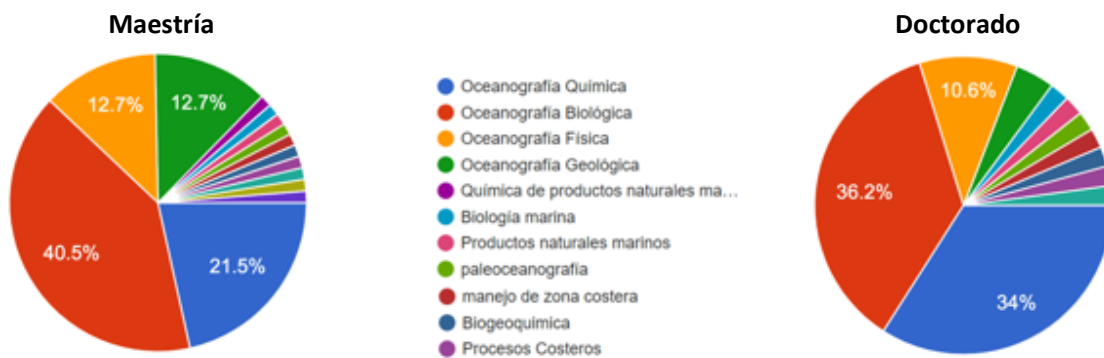 Maestría
Doctorado
12.7%
12.7%
40.5%
21.5%
Oceanografía Química
Oceanografía Biológica
Oceanografía Física
Oceanografía Geológica
Química de productos naturales ma…
Biología marina
Productos naturales marinos
paleoceanografía
manejo de zona costera
Biogeoquimica
Procesos Costeros
10.6%
36.2%
34%